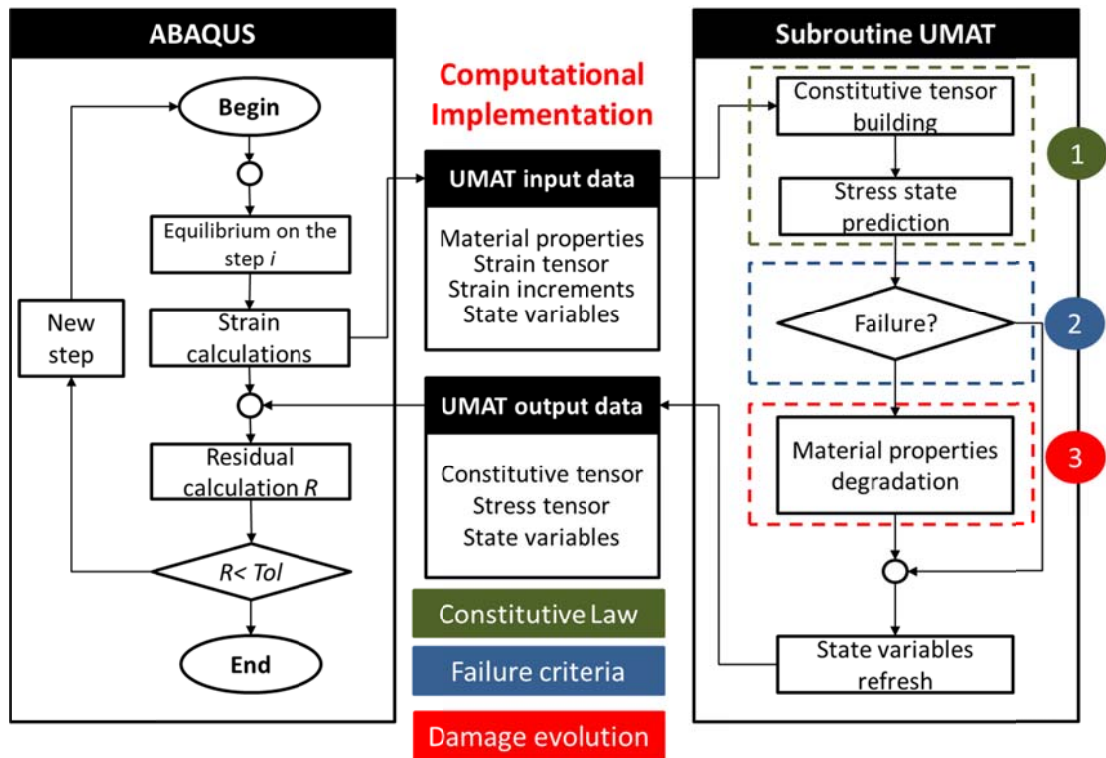 ABAQUS
Begin
Equilibrium on the
step i
Strain
calculations
New
step
Residual
calculation R
R< Tol
End
Computational
Implementation
UMAT input data
Material properties
Strain tensor
Strain increments
State variables
UMAT output data
Constitutive tensor
Stress tensor
State variables
Constitutive Law
Failure criteria
Damage evolution
Subroutine UMAT
Constitutive tensor
building
1
Stress state
prediction
Failure?
2
Material properties
degradation
3
State variables
refresh